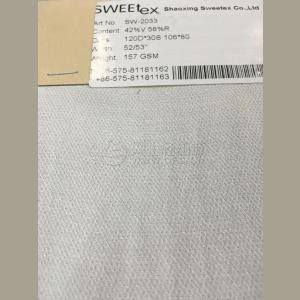 SWEEtex Shaoxing Sweetex Co.,Ltd
Art No: SW-2033
Content: 42%V 58%R
120D*30S 106*80
Width: 52/53"
Weight: 157 GSM
+86-575-81181162
+86-575-81181163